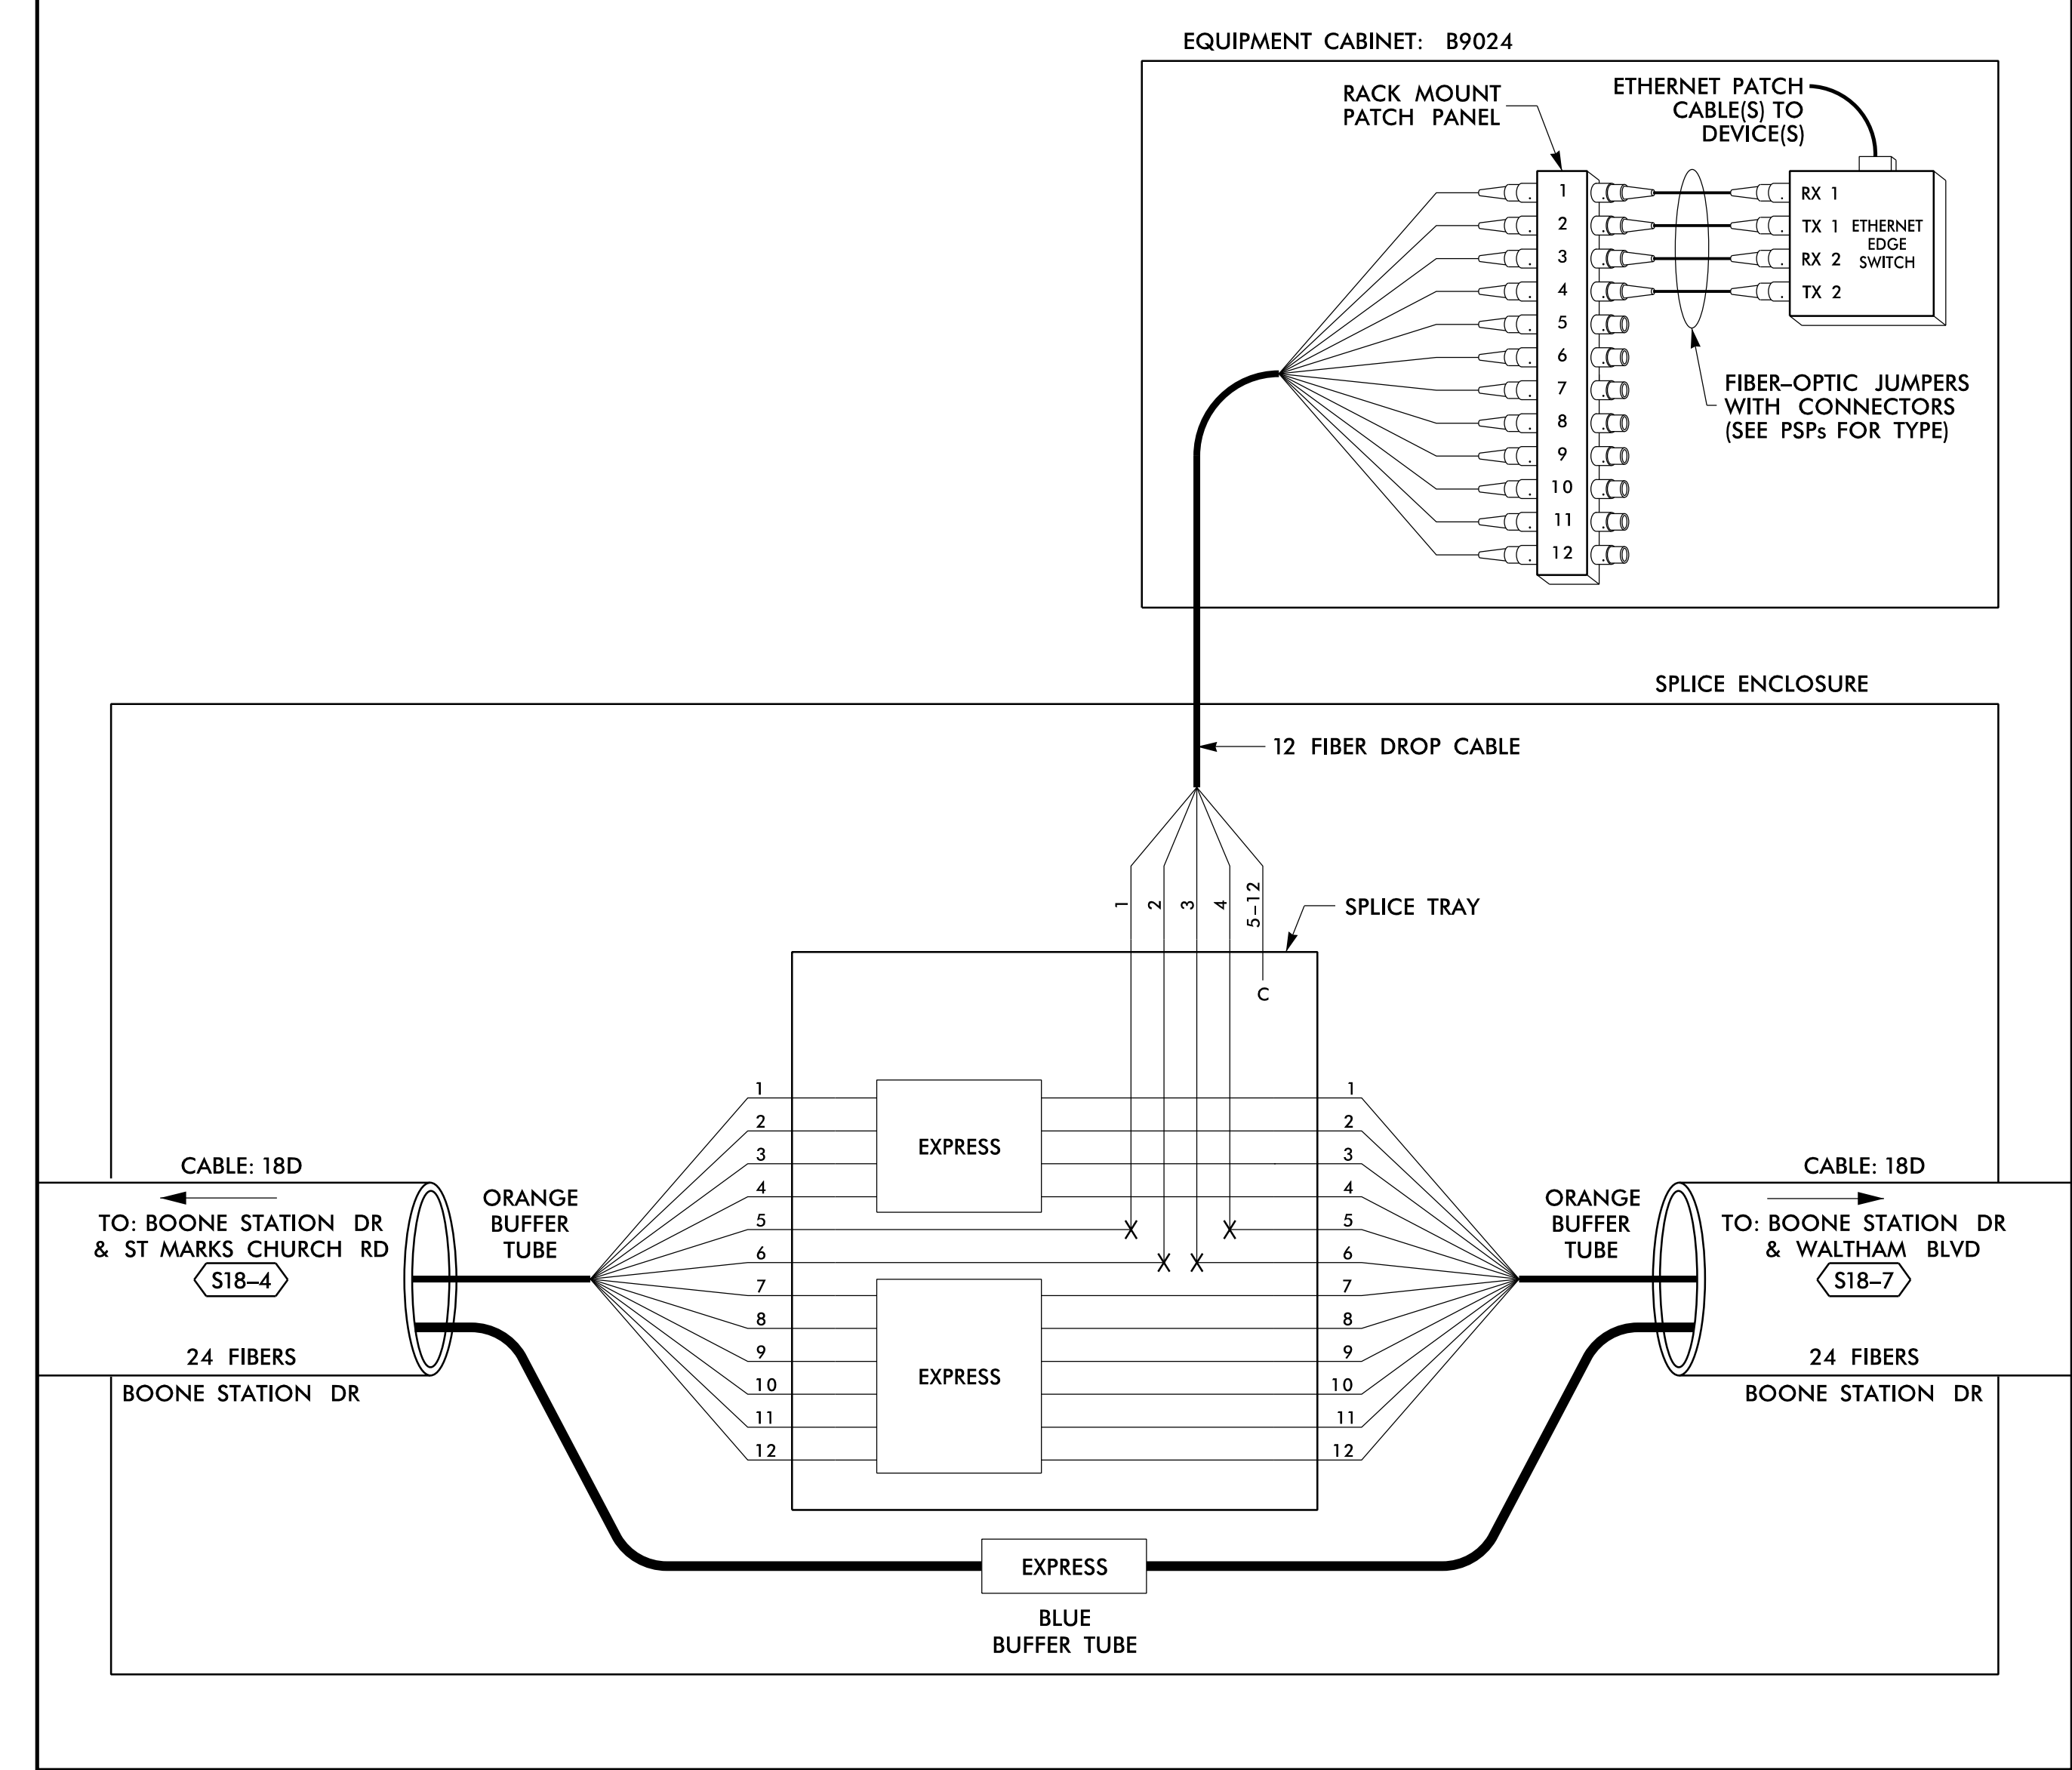 EQUIPMENT CABINET: B9024
RACK MOUNT
PATCH PANEL
ETHERNET PATCH
CABLE(S) TO
DEVICE(S)
1
2
3
4
5
6
7
8
9
10
11
12
RX 1
TX 1
RX 2
TX 2
ETHERNET
EDGE
SWITCH
FIBER-OPTIC JUMPERS
WITH CONNECTORS
(SEE PSPs FOR TYPE)
SPLICE ENCLOSURE
12 FIBER DROP CABLE
1
2
3
4
5-12
SPLICE TRAY
C
CABLE: 18D
TO: BOONE STATION DR
& ST MARKS CHURCH RD
S18-4
24 FIBERS
BOONE STATION DR
ORANGE
BUFFER
TUBE
1
2
3
4
5
6
7
8
9
10
11
12
EXPRESS
X
X
X
X
EXPRESS
1
2
3
4
5
6
7
8
9
10
11
12
ORANGE
BUFFER
TUBE
CABLE: 18D
TO: BOONE STATION DR
& WALTHAM BLVD
S18-7
24 FIBERS
BOONE STATION DR
EXPRESS
BLUE
BUFFER TUBE